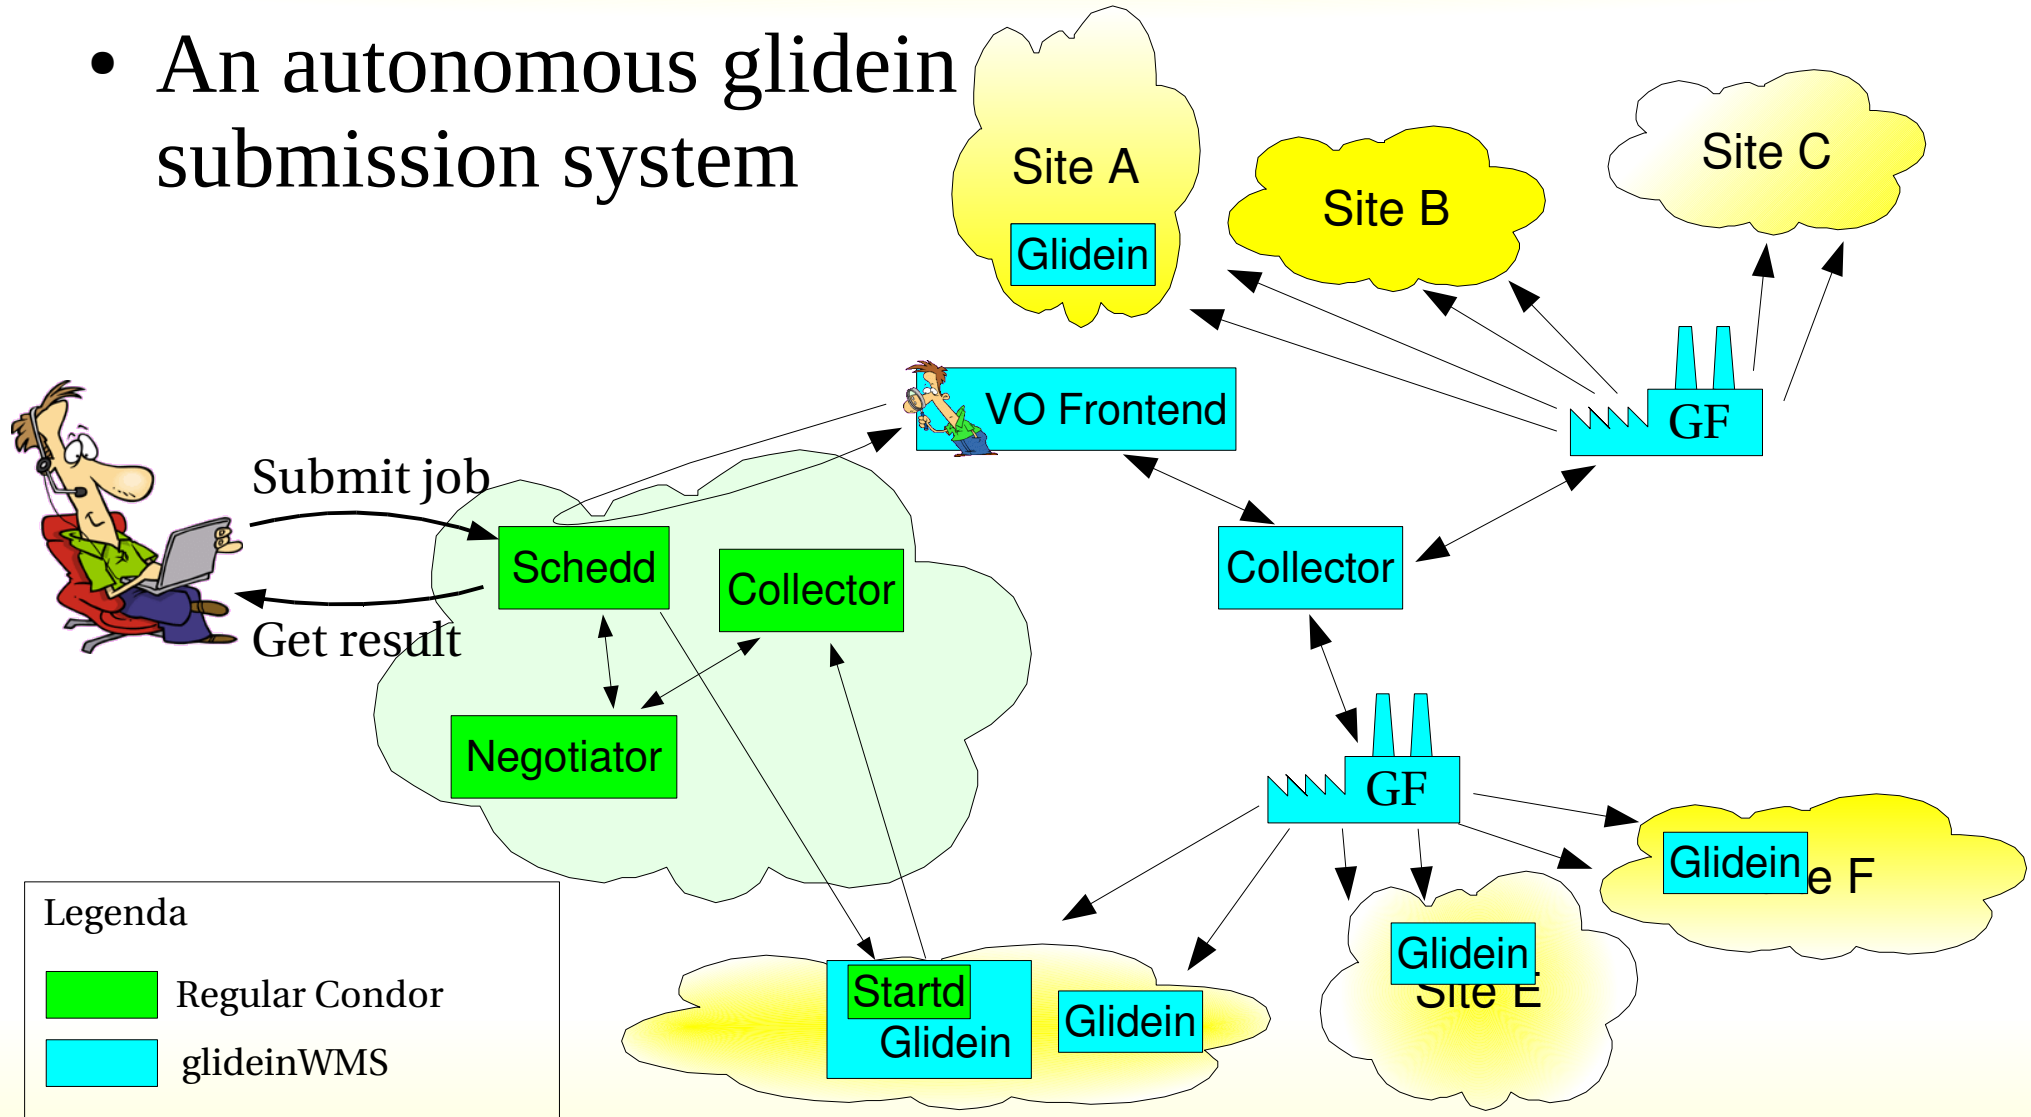 • An autonomous glidein
submission system
Site A
Glidein
Site B
Site C
VO Frontend
GF
Submit job
Schedd
Collector
Collector
Get result
Negotiator
GF
Glidein
e F
Glidein
Site E
Startd
Glidein
Glidein
Legenda
Regular Condor
glideinWMS